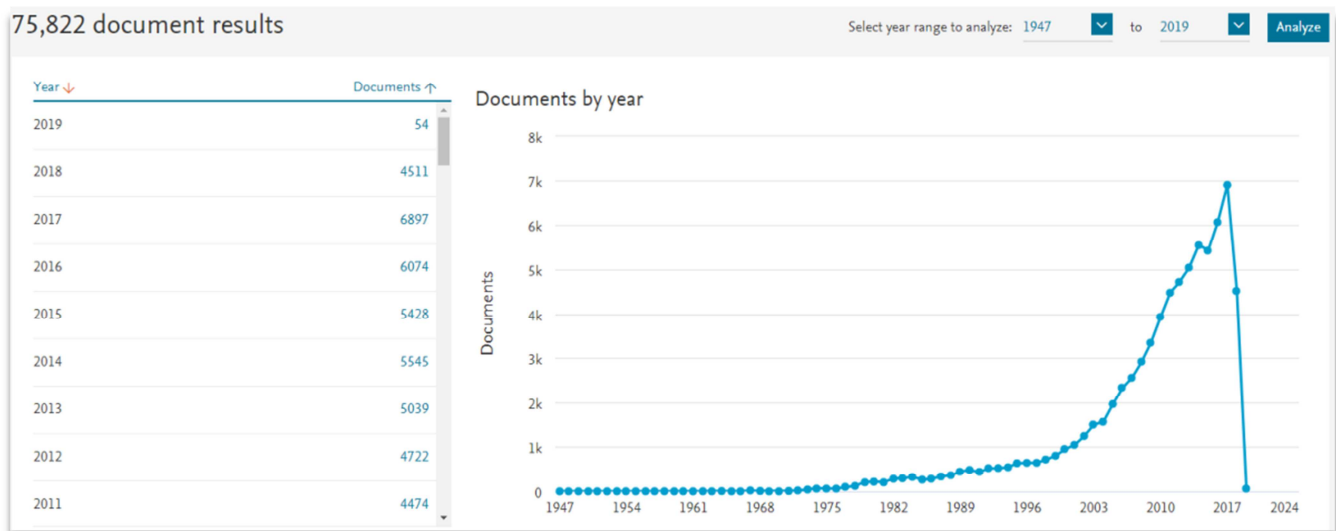 75,822 document results
Select year range to analyze: 1947 to 2019 Analyze
Year Documents
2019 54
2018 4511
2017 6897
2016 6074
2015 5428
2014 5545
2013 5039
2012 4722
2011 4474
Documents by year
8k
7k
6k
5k
4k
3k
2k
1k
0
Documents
1947 1954 1961 1968 1975 1982 1989 1996 2003 2010 2017 2024